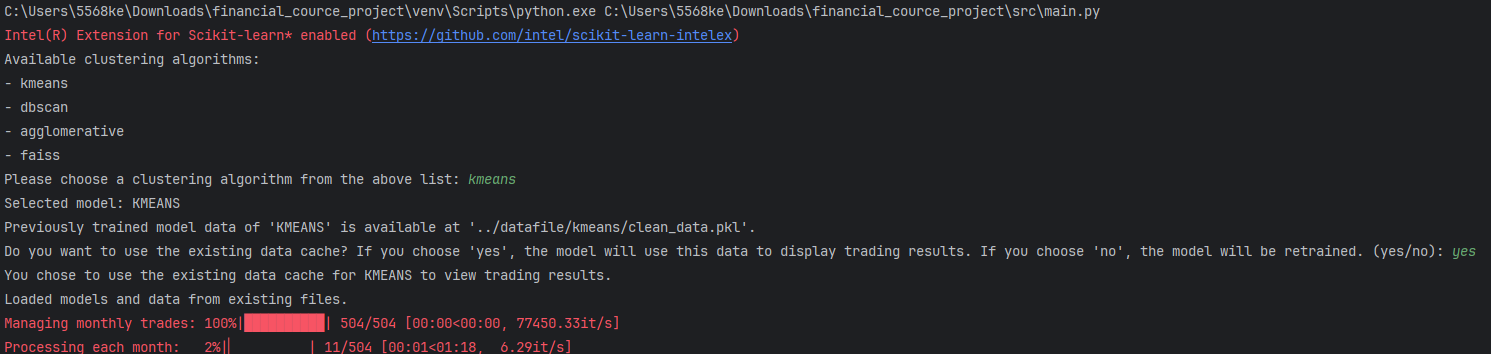 C:\Users\5568ke\Downloads\financial_cource_project\venv\Scripts\python.exe C:\Users\5568ke\Downloads\financial_cource_project\src\main.py
Intel(R) Extension for Scikit-learn* enabled (https://github.com/intel/scikit-learn-intelex)
Available clustering algorithms:
- kmeans
- dbscan
- agglomerative
- faiss
Please choose a clustering algorithm from the above list: kmeans
Selected model: KMEANS
Previously trained model data of 'KMEANS' is available at '../datafile/kmeans/clean_data.pkl'.
Do you want to use the existing data cache? If you choose 'yes', the model will use this data to display trading results. If you choose 'no', the model will be retrained. (yes/no): yes
You chose to use the existing data cache for KMEANS to view trading results.
Loaded models and data from existing files.
Managing monthly trades: 100%|██████████| 504/504 [00:00<00:00, 77450.33it/s]
Processing each month:   2%|▏         | 11/504 [00:01<01:18,  6.29it/s]